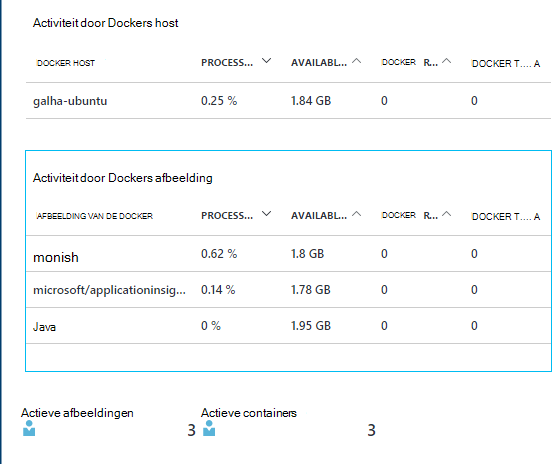 Activiteit door Dockers host
DOCKER HOST PROCESS... AVAILABL... DOCKER R... DOCKER T.... A
galha-ubuntu 0.25 % 1.84 GB 0 0
Activiteit door Dockers afbeelding
AFBEELDING VAN DE DOCKER PROCESS... AVAILABL... DOCKER R... DOCKER T.... A
monish 0.62 % 1.8 GB 0 0
microsoft/applicationinsig... 0.14 % 1.78 GB 0 0
Java 0 % 1.95 GB 0 0
Actieve afbeeldingen Actieve containers
3 3